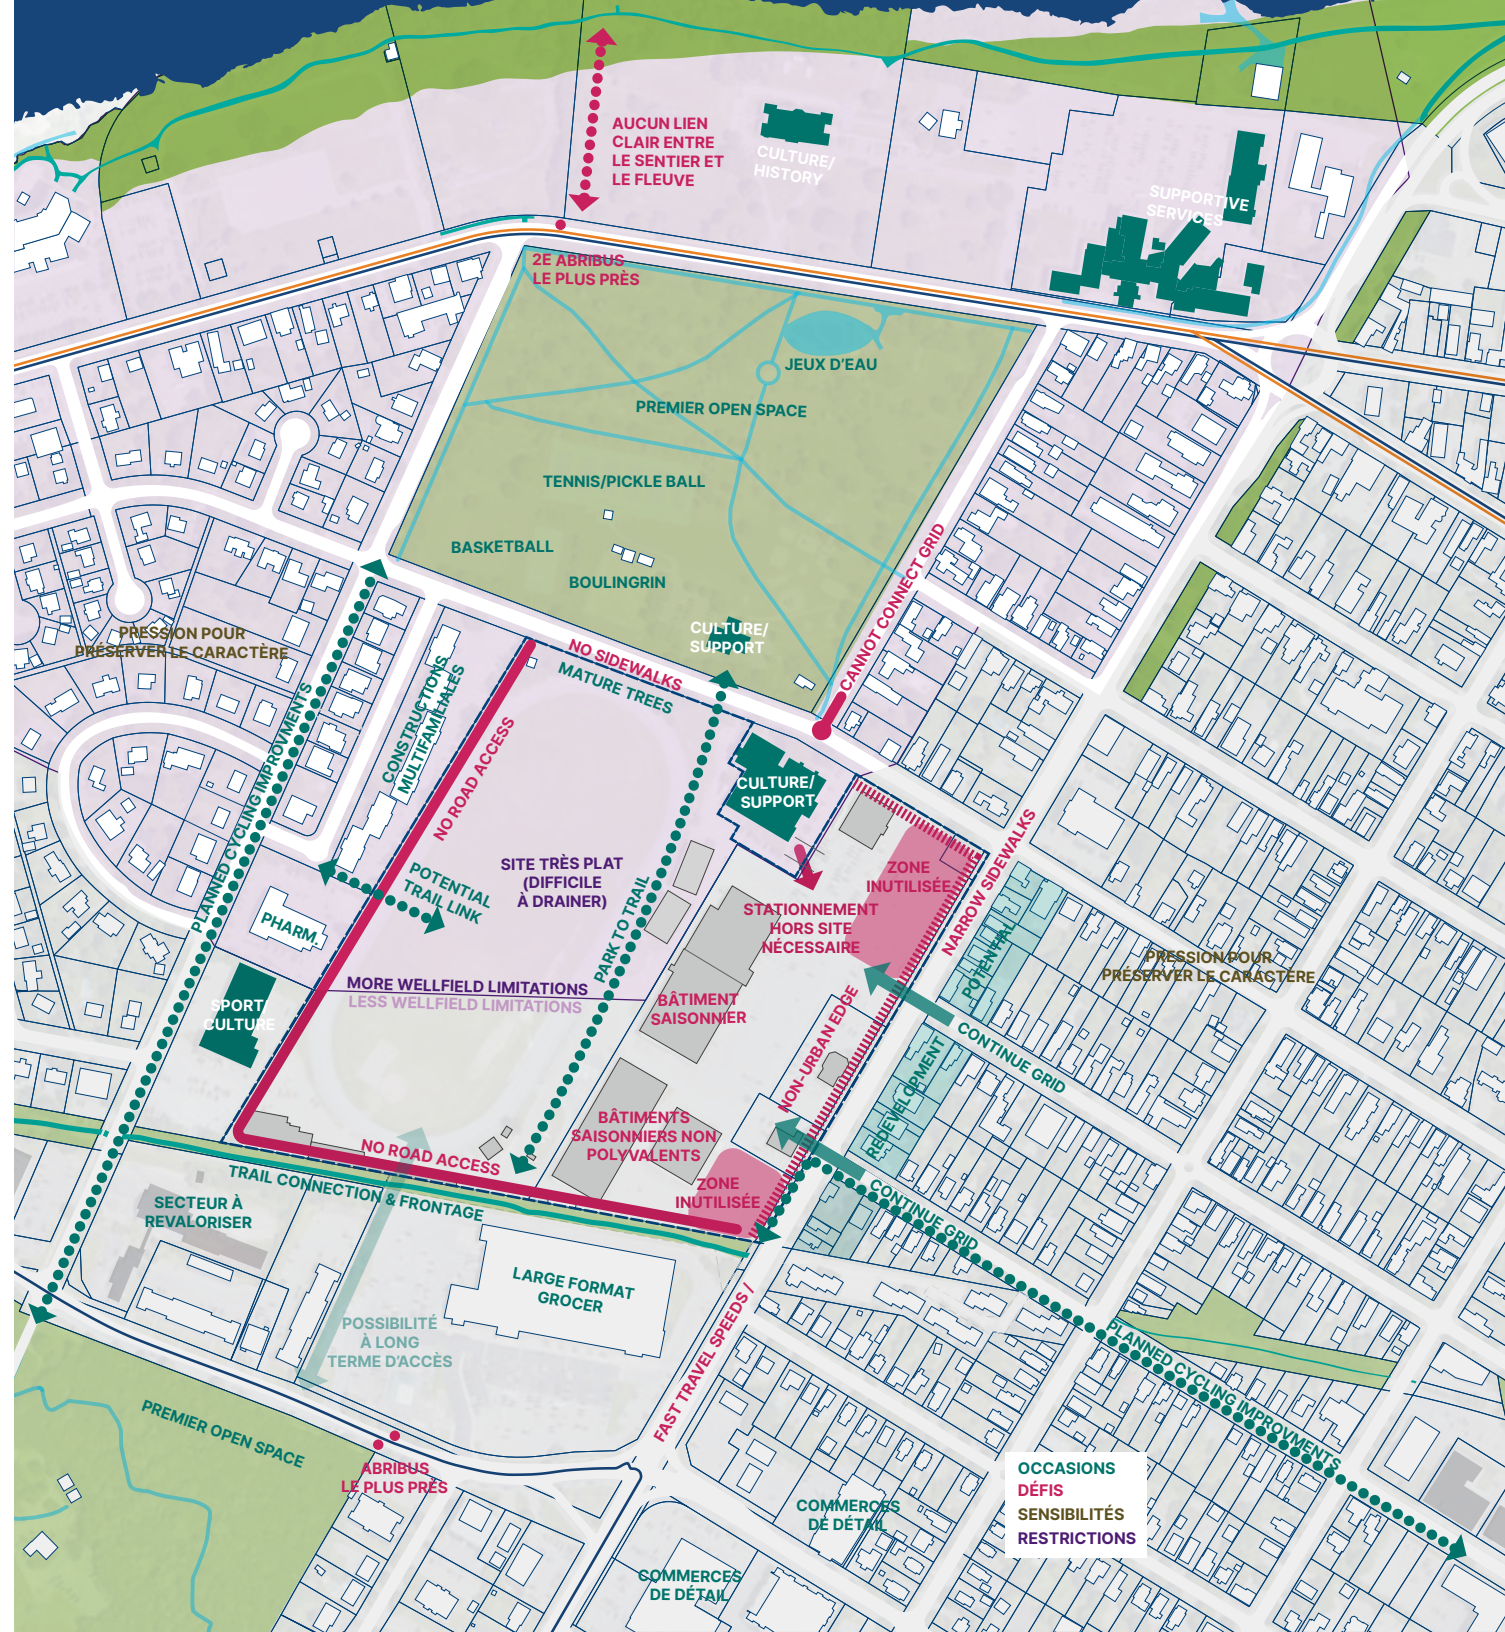 AUCUN LIEN
CLAIR ENTRE
LE SENTIER ET
LE FLEUVE
CULTURE/
HISTORY
SUPPORTIVE
SERVICES
2E ABRIBUS
LE PLUS PRÈS
JEUX D'EAU
PREMIER OPEN SPACE
TENNIS/PICKLE BALL
BASKETBALL
BOULINGRIN
CULTURE/
SUPPORT
CANNOT CONNECT GRID
PRESSION POUR
PRÉSERVER LE CARACTÈRE
NO SIDEWALKS
MATURE TREES
CONSTRUCTIONS
MULTIFAMILIALES
NO ROAD ACCESS
PLANNED CYCLING IMPROVMENTS
CULTURE/
SUPPORT
SITE TRÈS PLAT
(DIFFICILE
À DRAINER)
POTENTIAL
TRAIL LINK
PHARM.
PARK TO TRAIL
ZONE
INUTILISÉE
STATIONNEMENT
HORS SITE
NÉCESSAIRE
NARROW SIDEWALKS
POTENTIAL
REDEVELOPMENT
PRESSION POUR
PRÉSERVER LE CARACTÈRE
MORE WELLFIELD LIMITATIONS
LESS WELLFIELD LIMITATIONS
SPORT/
CULTURE
BÂTIMENT
SAISONNIER
NON-URBAN EDGE
CONTINUE GRID
BÂTIMENTS
SAISONNIERS NON
POLYVALENTS
NO ROAD ACCESS
TRAIL CONNECTION & FRONTAGE
ZONE
INUTILISÉE
CONTINUE GRID
SECTEUR À
REVALORISER
LARGE FORMAT
GROCER
POSSIBILITÉ
À LONG
TERME D'ACCÈS
FAST TRAVEL SPEEDS /
PLANNED CYCLING IMPROVMENTS
PREMIER OPEN SPACE
ABRIBUS
LE PLUS PRÈS
COMMERCES
DE DÉTAIL
COMMERCES
DE DÉTAIL
OCCASIONS
DÉFIS
SENSIBILITÉS
RESTRICTIONS